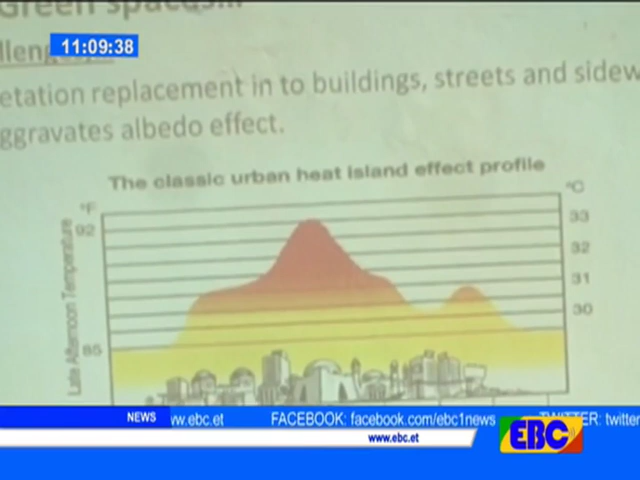 Green spaces...
11:09:38
etation replacement in to buildings, streets and sidew
ggravates albedo effect.
The classic urban heat island effect profile
°F
°C
92
33
32
31
30
85
Late Afternoon Temperature
NEWS
ww.ebc.et
FACEBOOK: facebook.com/ebc1news
TWITTER: twitter
www.ebc.et
EBC